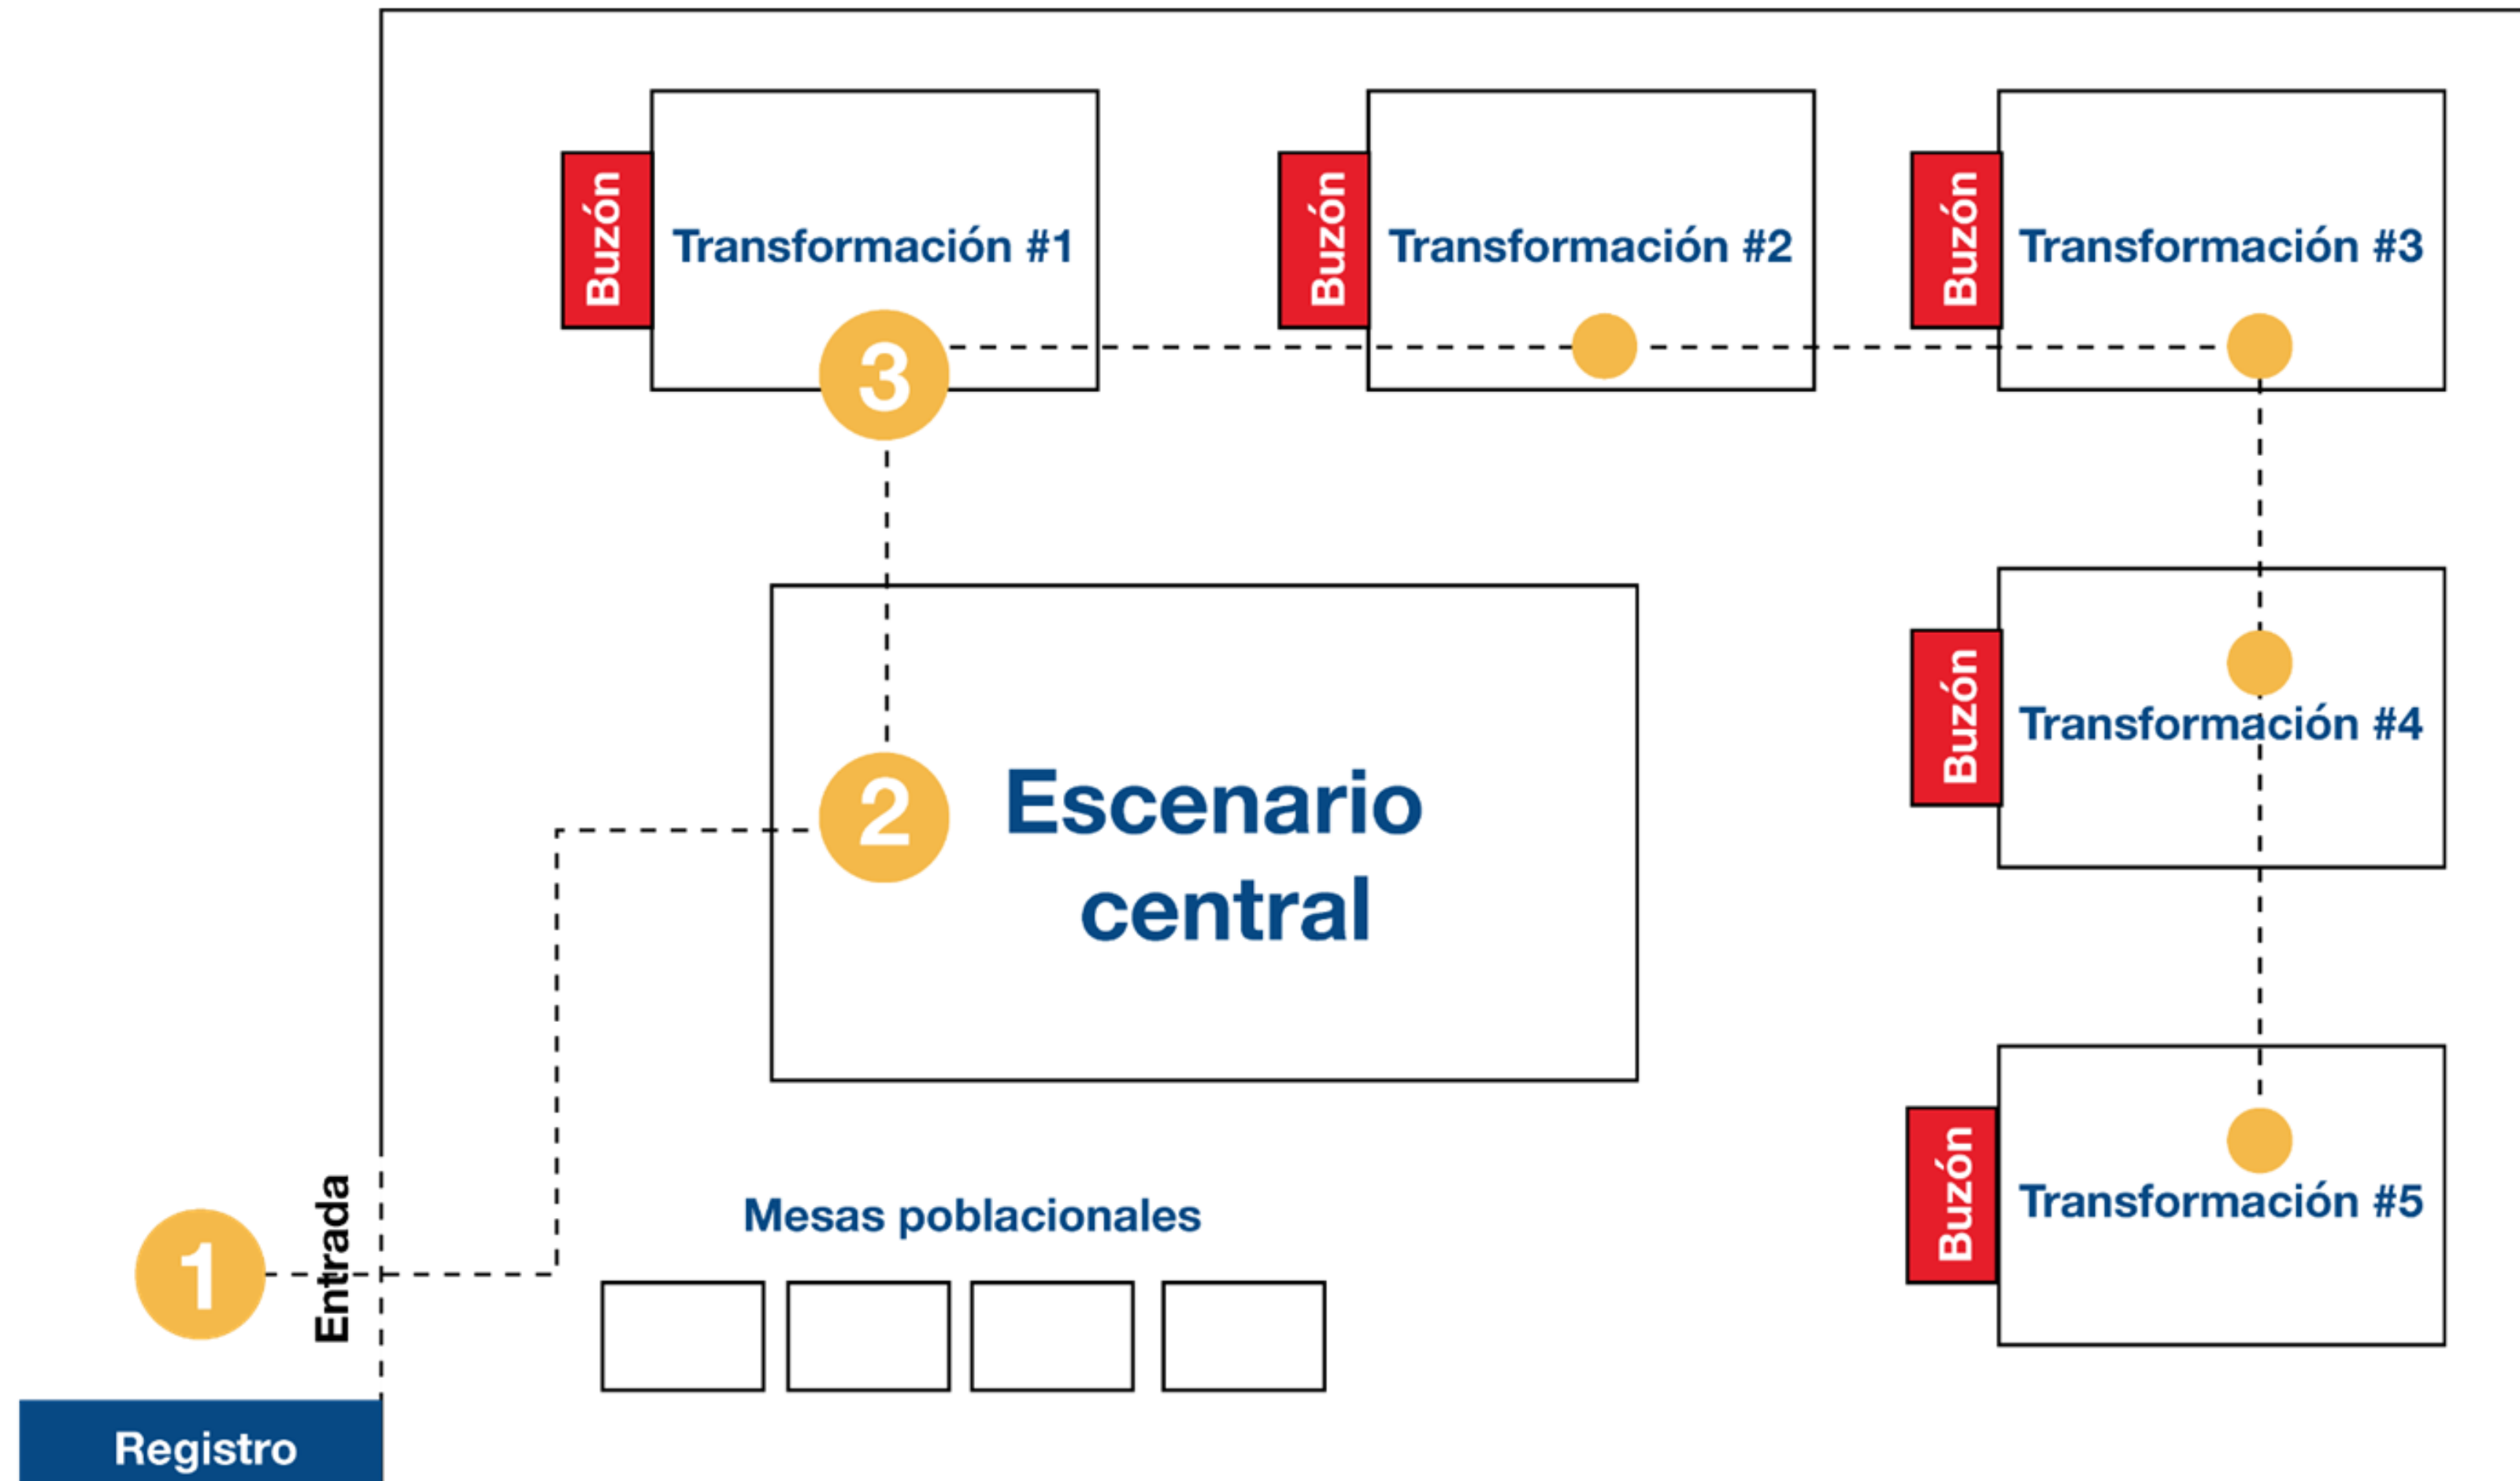 Buzón
Transformación #1
Buzón
Transformación #2
Buzón
Transformación #3
3
Buzón
Transformación #4
2
Escenario
central
Buzón
Transformación #5
Mesas poblacionales
1
Entrada
Registro